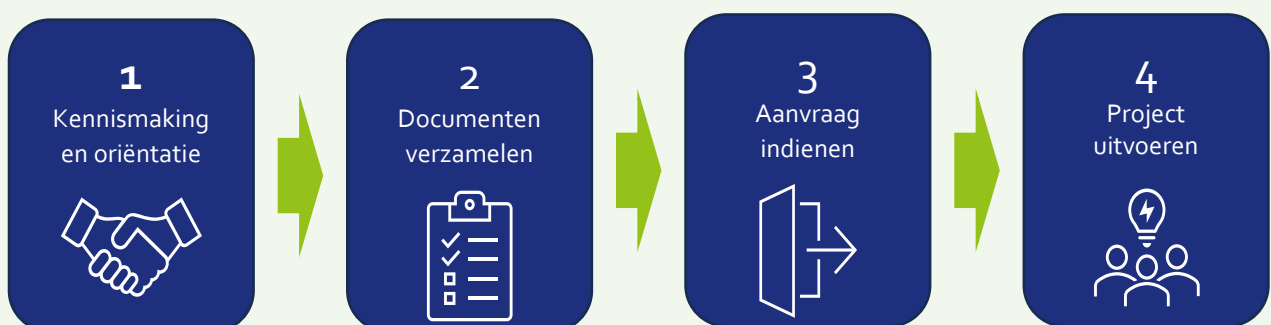 1
Kennismaking
en oriëntatie
2
Documenten
verzamelen
3
Aanvraag
indienen
4
Project
uitvoeren